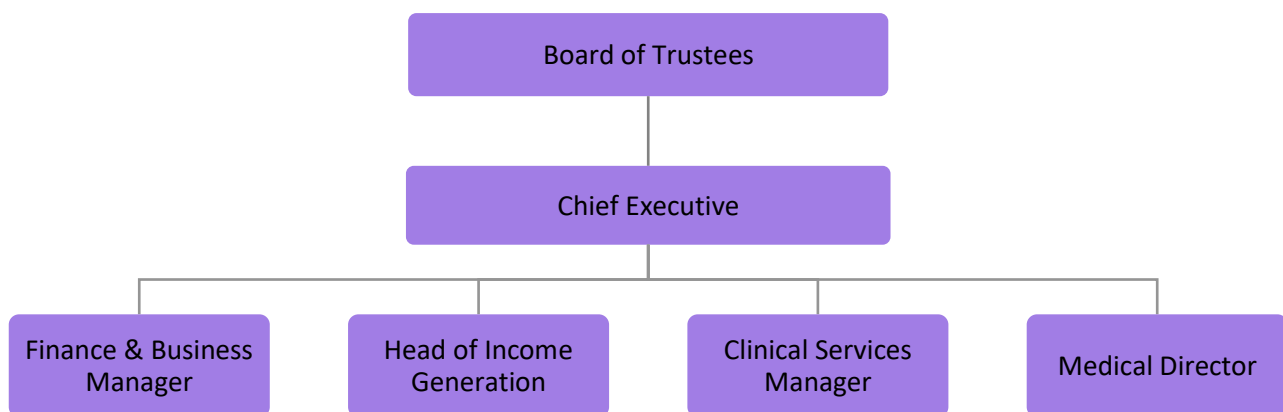 Board of Trustees
Chief Executive
Finance & Business
Manager
Head of Income
Generation
Clinical Services
Manager
Medical Director